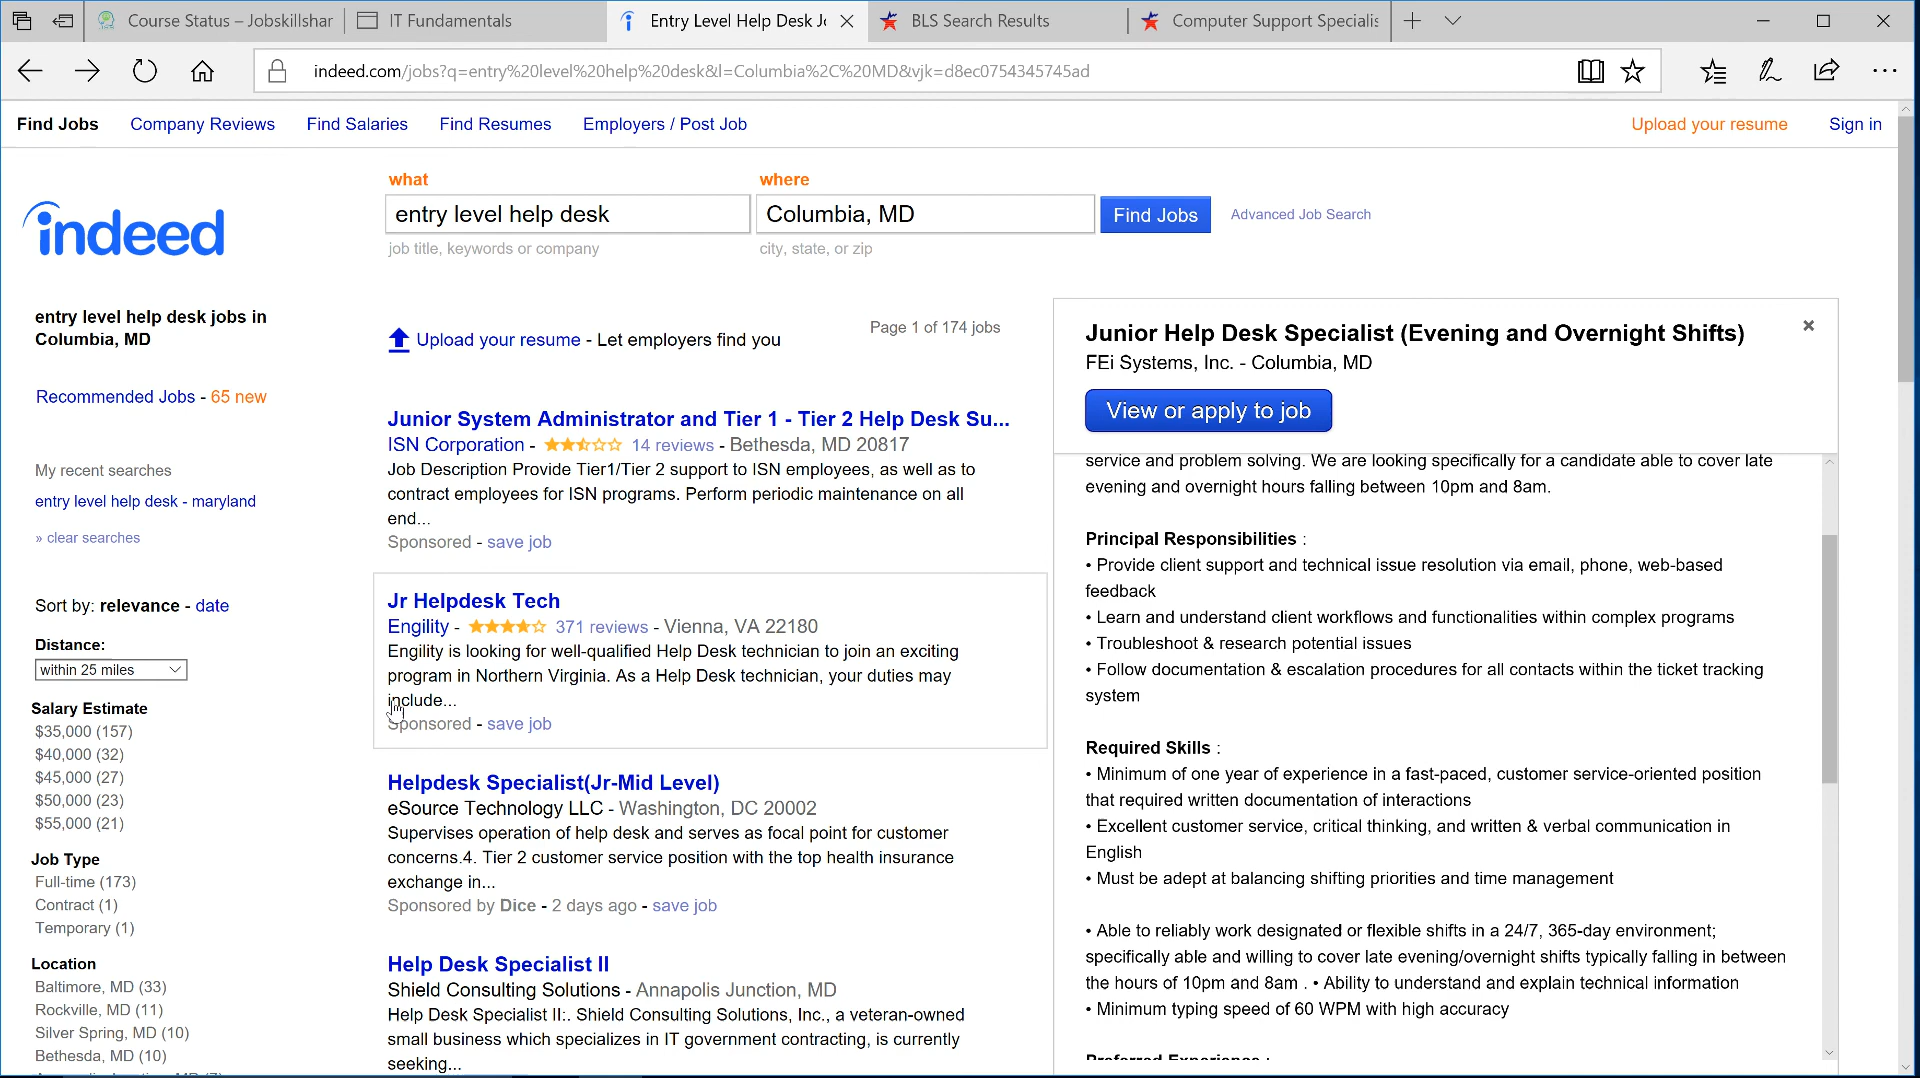 Course Status – Jobskillshar
IT Fundamentals
Entry Level Help Desk Jo
BLS Search Results
Computer Support Specialis
indeed.com/jobs?q=entry%20level%20help%20desk&l=Columbia%2C%20MD&vjk=d8ec0754345745ad
Find Jobs
Company Reviews
Find Salaries
Find Resumes
Employers / Post Job
Upload your resume
Sign in
indeed
what
where
entry level help desk
Columbia, MD
Find Jobs
Advanced Job Search
job title, keywords or company
city, state, or zip
entry level help desk jobs in
Columbia, MD
Recommended Jobs - 65 new
My recent searches
entry level help desk - maryland
» clear searches
Sort by: relevance - date
Distance:
within 25 miles
Salary Estimate
$35,000 (157)
$40,000 (32)
$45,000 (27)
$50,000 (23)
$55,000 (21)
Job Type
Full-time (173)
Contract (1)
Temporary (1)
Location
Baltimore, MD (33)
Rockville, MD (11)
Silver Spring, MD (10)
Bethesda, MD (10)
Upload your resume - Let employers find you
Page 1 of 174 jobs
Junior System Administrator and Tier 1 - Tier 2 Help Desk Su...
ISN Corporation - 14 reviews - Bethesda, MD 20817
Job Description Provide Tier1/Tier 2 support to ISN employees, as well as to
contract employees for ISN programs. Perform periodic maintenance on all
end...
Sponsored - save job
Jr Helpdesk Tech
Engility - 371 reviews - Vienna, VA 22180
Engility is looking for well-qualified Help Desk technician to join an exciting
program in Northern Virginia. As a Help Desk technician, your duties may
include...
Sponsored - save job
Helpdesk Specialist(Jr-Mid Level)
eSource Technology LLC - Washington, DC 20002
Supervises operation of help desk and serves as focal point for customer
concerns.4. Tier 2 customer service position with the top health insurance
exchange in...
Sponsored by Dice - 2 days ago - save job
Help Desk Specialist II
Shield Consulting Solutions - Annapolis Junction, MD
Help Desk Specialist II:. Shield Consulting Solutions, Inc., a veteran-owned
small business which specializes in IT government contracting, is currently
seeking...
Junior Help Desk Specialist (Evening and Overnight Shifts)
FEi Systems, Inc. - Columbia, MD
View or apply to job
service and problem solving. We are looking specifically for a candidate able to cover late
evening and overnight hours falling between 10pm and 8am.
Principal Responsibilities :
• Provide client support and technical issue resolution via email, phone, web-based
feedback
• Learn and understand client workflows and functionalities within complex programs
• Troubleshoot & research potential issues
• Follow documentation & escalation procedures for all contacts within the ticket tracking
system
Required Skills :
• Minimum of one year of experience in a fast-paced, customer service-oriented position
that required written documentation of interactions
• Excellent customer service, critical thinking, and written & verbal communication in
English
• Must be adept at balancing shifting priorities and time management
• Able to reliably work designated or flexible shifts in a 24/7, 365-day environment;
specifically able and willing to cover late evening/overnight shifts typically falling in between
the hours of 10pm and 8am . • Ability to understand and explain technical information
• Minimum typing speed of 60 WPM with high accuracy
Preferred Experience :